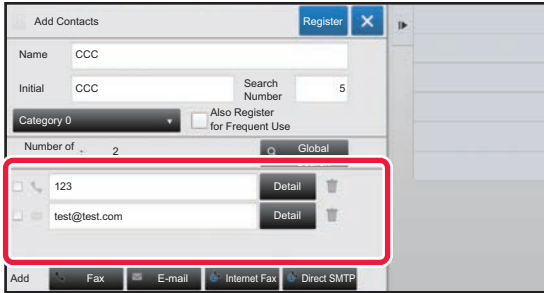 Add Contacts Register
Name CCC
Initial CCC Search Number 5
Category 0 Also Register for Frequent Use
Number of 2 Global
123 Detail
test@test.com Detail
Add Fax E-mail Internet Fax Direct SMTP